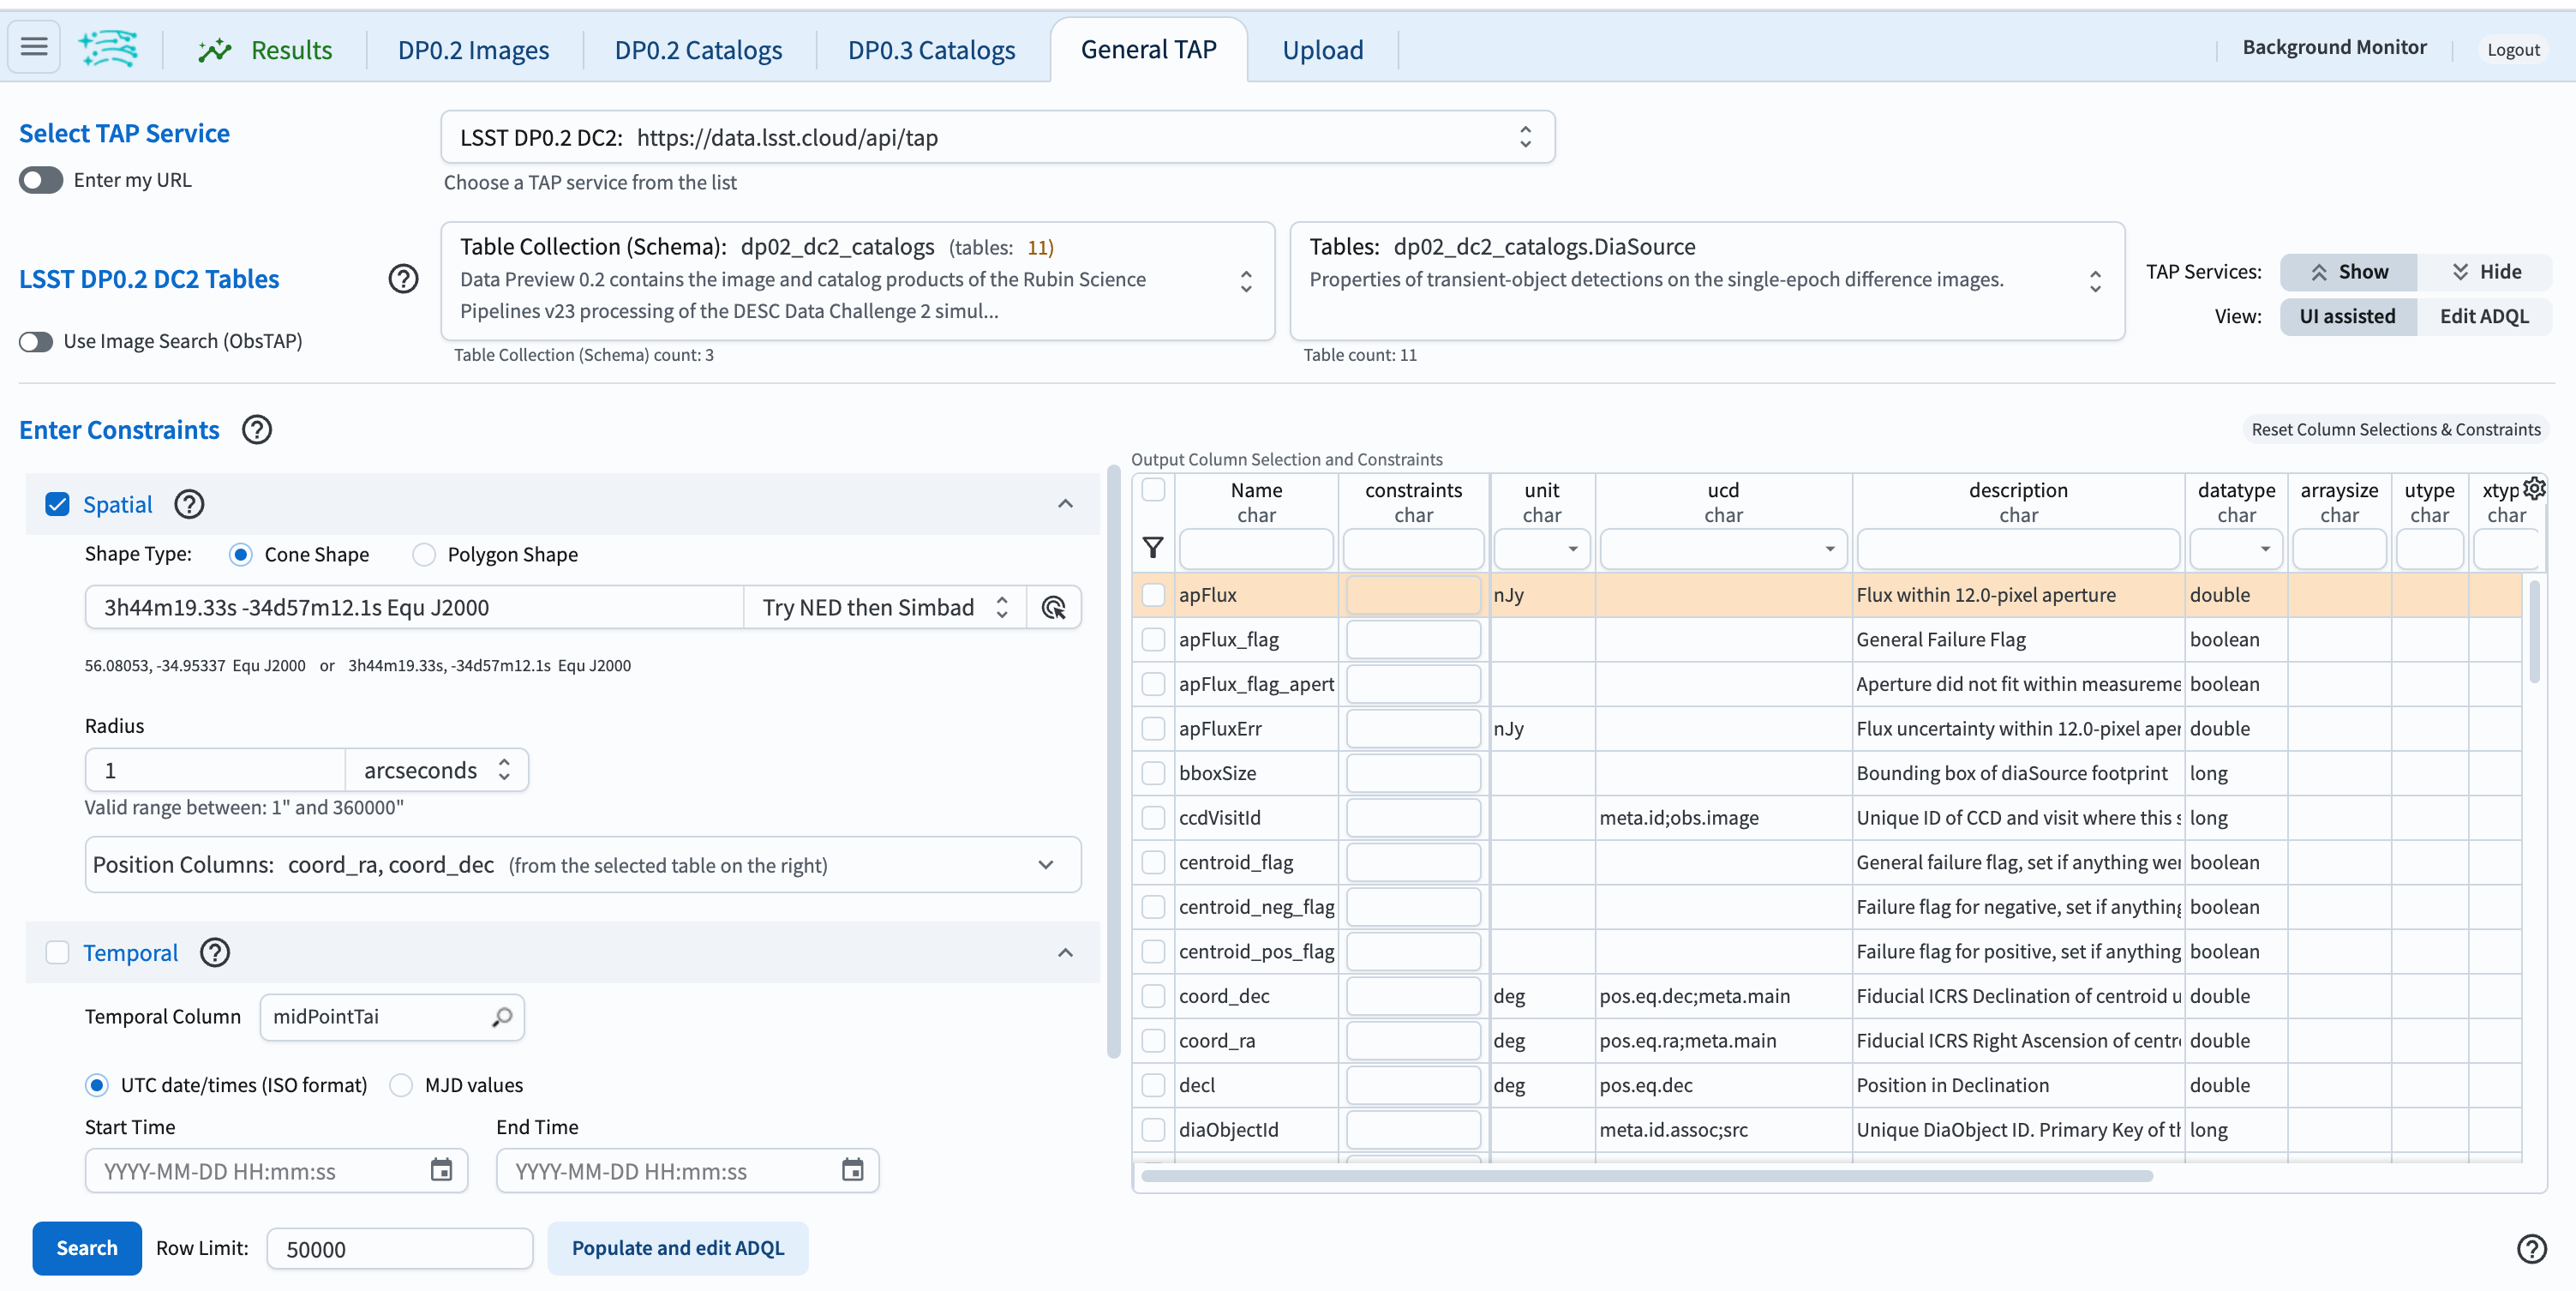 Results
DP0.2 Images
DP0.2 Catalogs
DP0.3 Catalogs
General TAP
Upload
Background Monitor
Logout
Select TAP Service
Enter my URL
LSST DP0.2 DC2: https://data.lsst.cloud/api/tap
Choose a TAP service from the list
LSST DP0.2 DC2 Tables
Use Image Search (ObsTAP)
Table Collection (Schema): dp02_dc2_catalogs (tables: 11)
Data Preview 0.2 contains the image and catalog products of the Rubin Science
Pipelines v23 processing of the DESC Data Challenge 2 simul...
Table Collection (Schema) count: 3
Tables: dp02_dc2_catalogs.DiaSource
Properties of transient-object detections on the single-epoch difference images.
Table count: 11
TAP Services: Show Hide
View: UI assisted Edit ADQL
Enter Constraints
Reset Column Selections & Constraints
Spatial
Shape Type: Cone Shape Polygon Shape
3h44m19.33s -34d57m12.1s Equ J2000 Try NED then Simbad
56.08053, -34.95337 Equ J2000 or 3h44m19.33s, -34d57m12.1s Equ J2000
Radius
1 arcseconds
Valid range between: 1" and 360000"
Position Columns: coord_ra, coord_dec (from the selected table on the right)
Temporal
Temporal Column midPointTai
UTC date/times (ISO format) MJD values
Start Time End Time
YYYY-MM-DD HH:mm:ss YYYY-MM-DD HH:mm:ss
Output Column Selection and Constraints
Name constraints unit ucd description datatype arraysize utype xtyp
char char char char char char char char char
apFlux nJy Flux within 12.0-pixel aperture double
apFlux_flag General Failure Flag boolean
apFlux_flag_apert Aperture did not fit within measureme boolean
apFluxErr nJy Flux uncertainty within 12.0-pixel aper double
bboxSize Bounding box of diaSource footprint long
ccdVisitId meta.id;obs.image Unique ID of CCD and visit where this s long
centroid_flag General failure flag, set if anything wer boolean
centroid_neg_flag Failure flag for negative, set if anything boolean
centroid_pos_flag Failure flag for positive, set if anything boolean
coord_dec deg pos.eq.dec;meta.main Fiducial ICRS Declination of centroid u double
coord_ra deg pos.eq.ra;meta.main Fiducial ICRS Right Ascension of centr double
decl deg pos.eq.dec Position in Declination double
diaObjectId meta.id.assoc;src Unique DiaObject ID. Primary Key of th long
Search Row Limit: 50000 Populate and edit ADQL